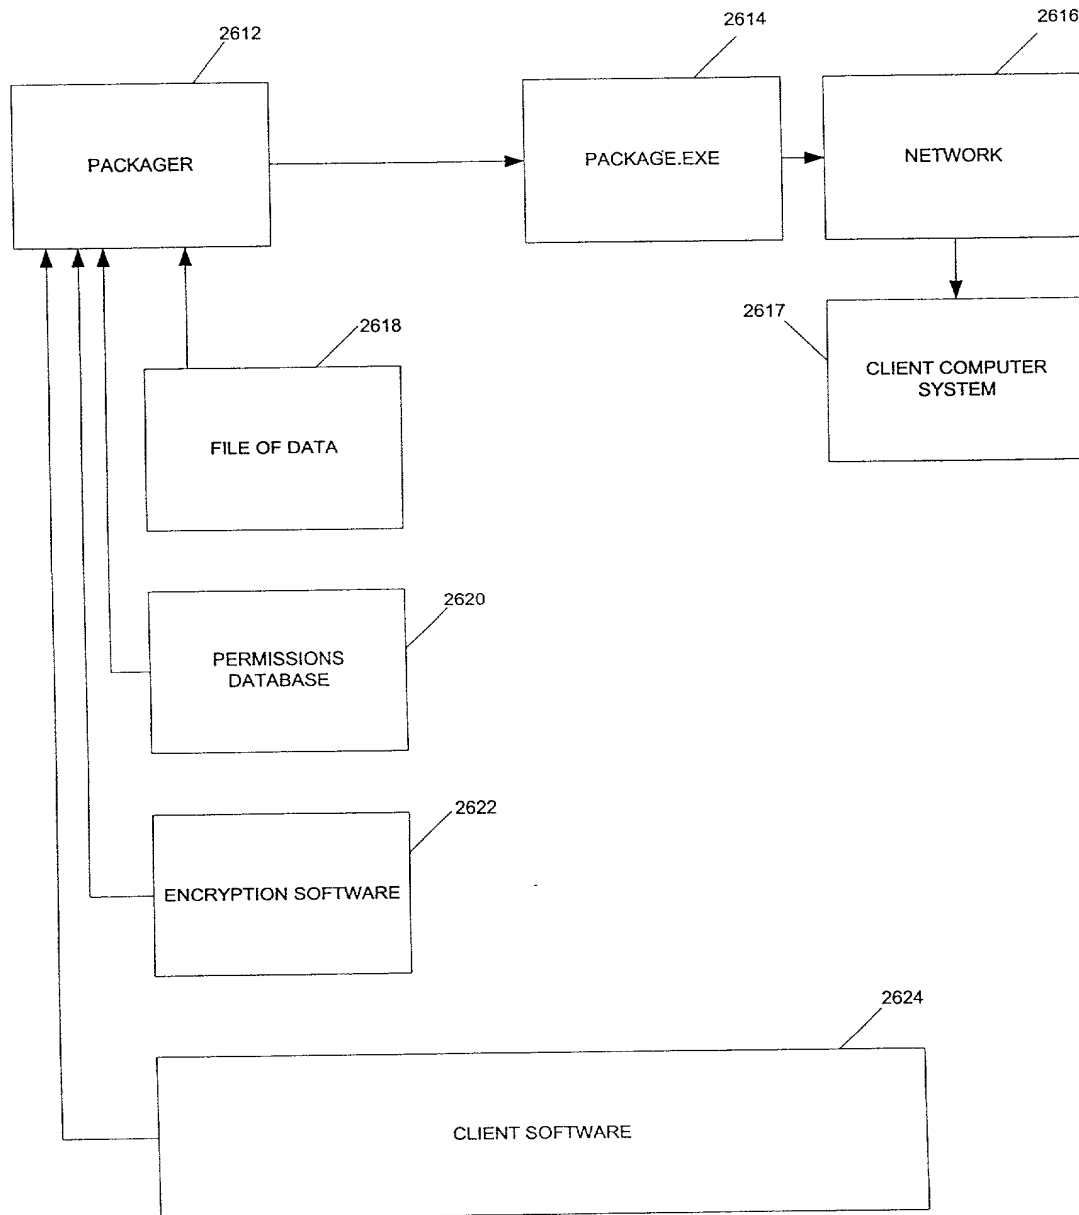 2612
2614
2616
PACKAGER
PACKAGE.EXE
NETWORK
2618
2617
CLIENT COMPUTER
SYSTEM
FILE OF DATA
2620
PERMISSIONS
DATABASE
2622
ENCRYPTION SOFTWARE
2624
CLIENT SOFTWARE